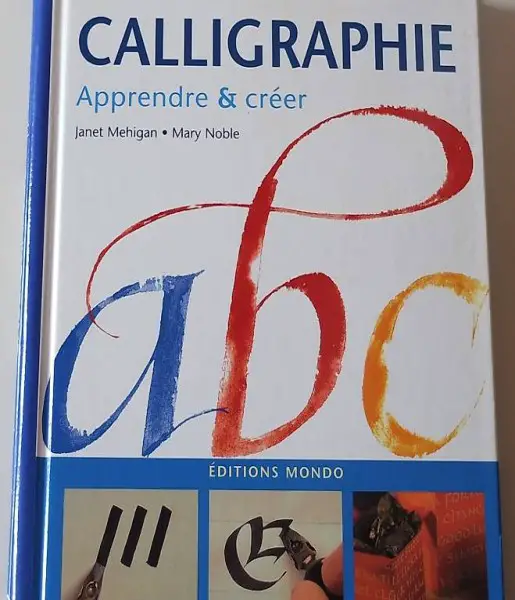 CALLIGRAPHIE
Apprendre & créer
Janet Mehigan • Mary Noble
abc
ÉDITIONS MONDO